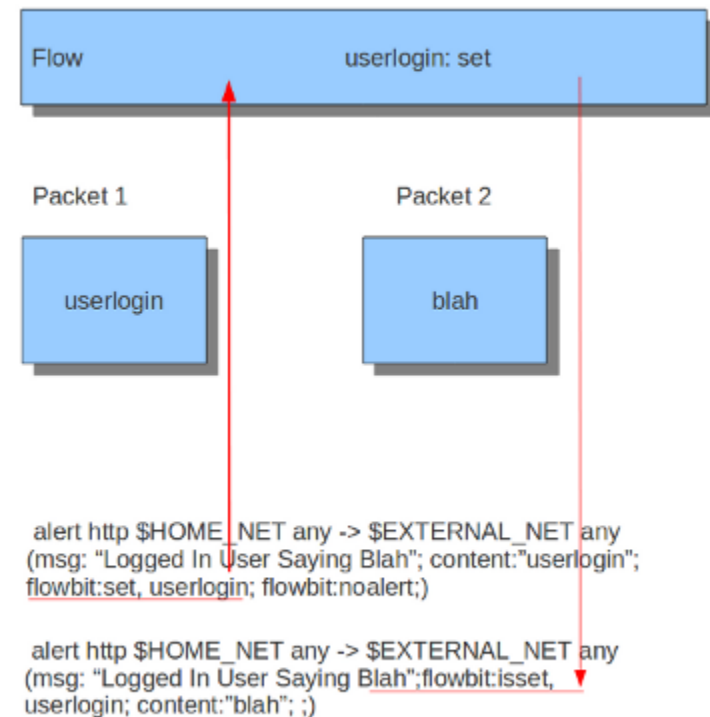 Flow userlogin: set
Packet 1 Packet 2
userlogin blah
alert http $HOME_NET any -> $EXTERNAL_NET any
(msg: “Logged In User Saying Blah”; content:”userlogin”;
flowbit:set, userlogin; flowbit:noalert;)
alert http $HOME_NET any -> $EXTERNAL_NET any
(msg: “Logged In User Saying Blah”;flowbit:isset,
userlogin; content:”blah”; ;)